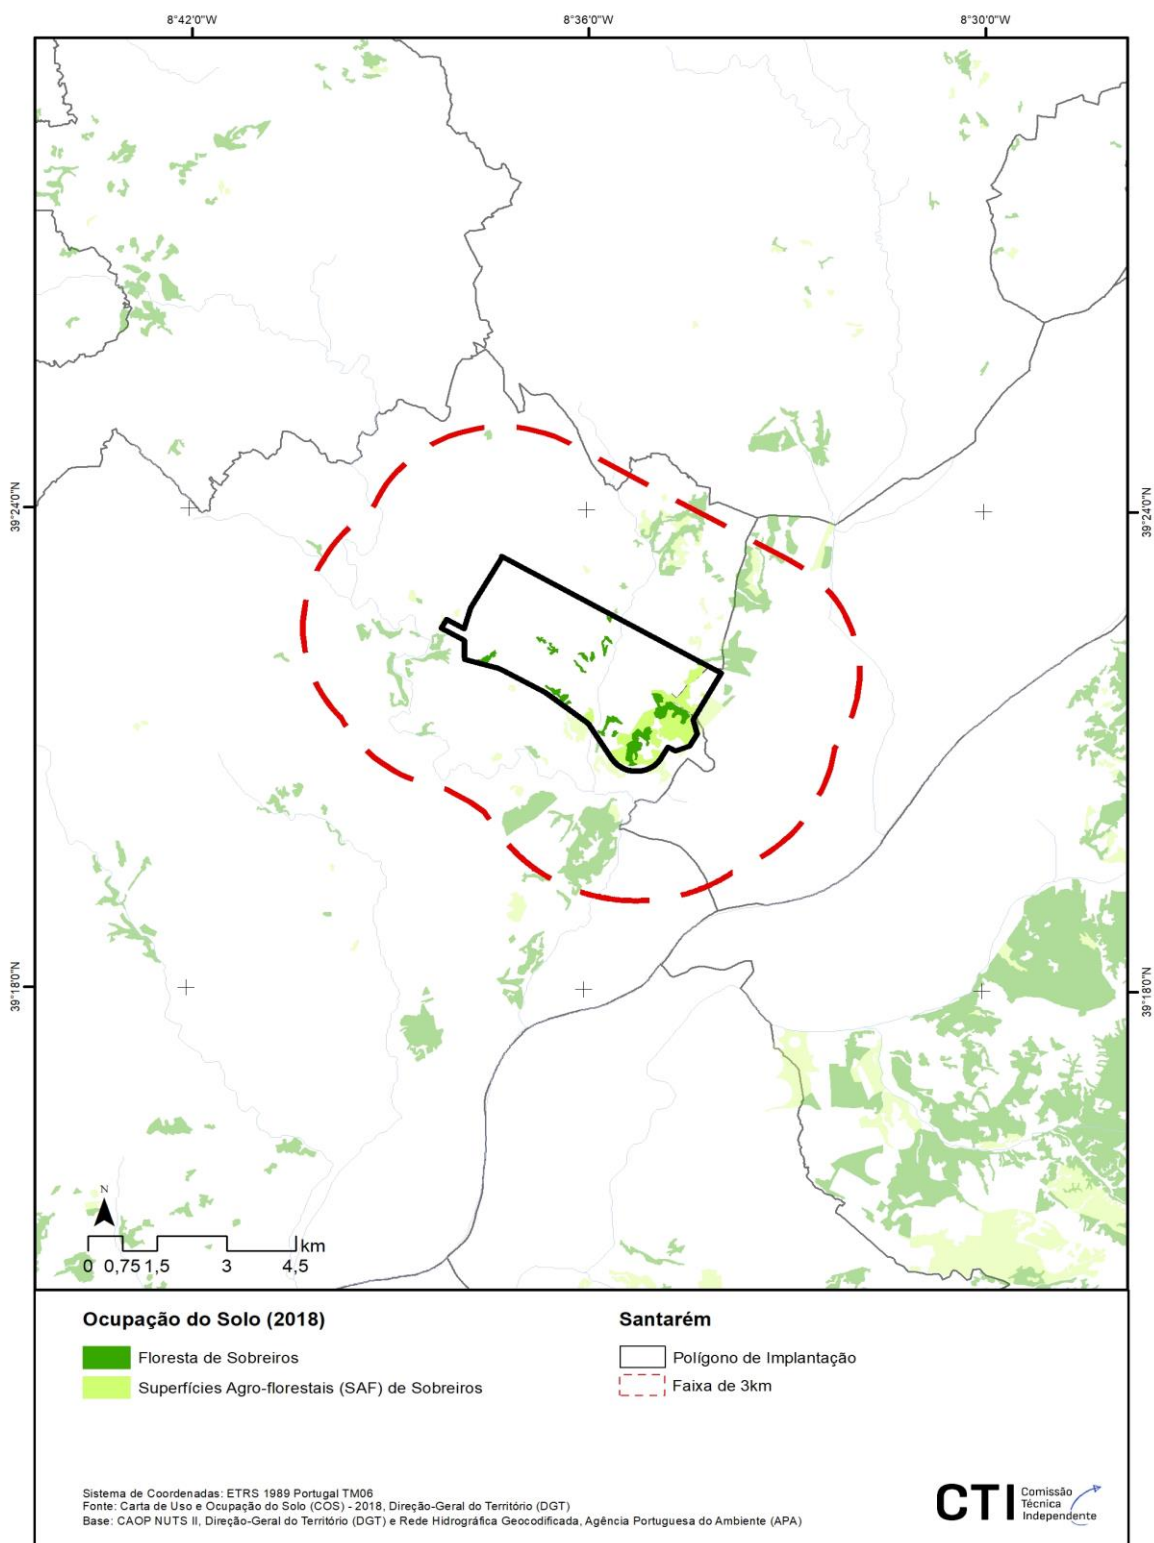 8°42'0"W 8°36'0"W 8°30'0"W
39°24'0"N 39°24'0"N
39°18'0"N 39°18'0"N
N
km
0 0,75 1,5 3 4,5
Ocupação do Solo (2018)
Floresta de Sobreiros
Superfícies Agro-florestais (SAF) de Sobreiros
Santarém
Polígono de Implantação
Faixa de 3km
Sistema de Coordenadas: ETRS 1989 Portugal TM06
Fonte: Carta de Uso e Ocupação do Solo (COS) - 2018, Direção-Geral do Território (DGT)
Base: CAOP NUTS II, Direção-Geral do Território (DGT) e Rede Hidrográfica Geocodificada, Agência Portuguesa do Ambiente (APA)
CTI
Comissão
Técnica
Independente